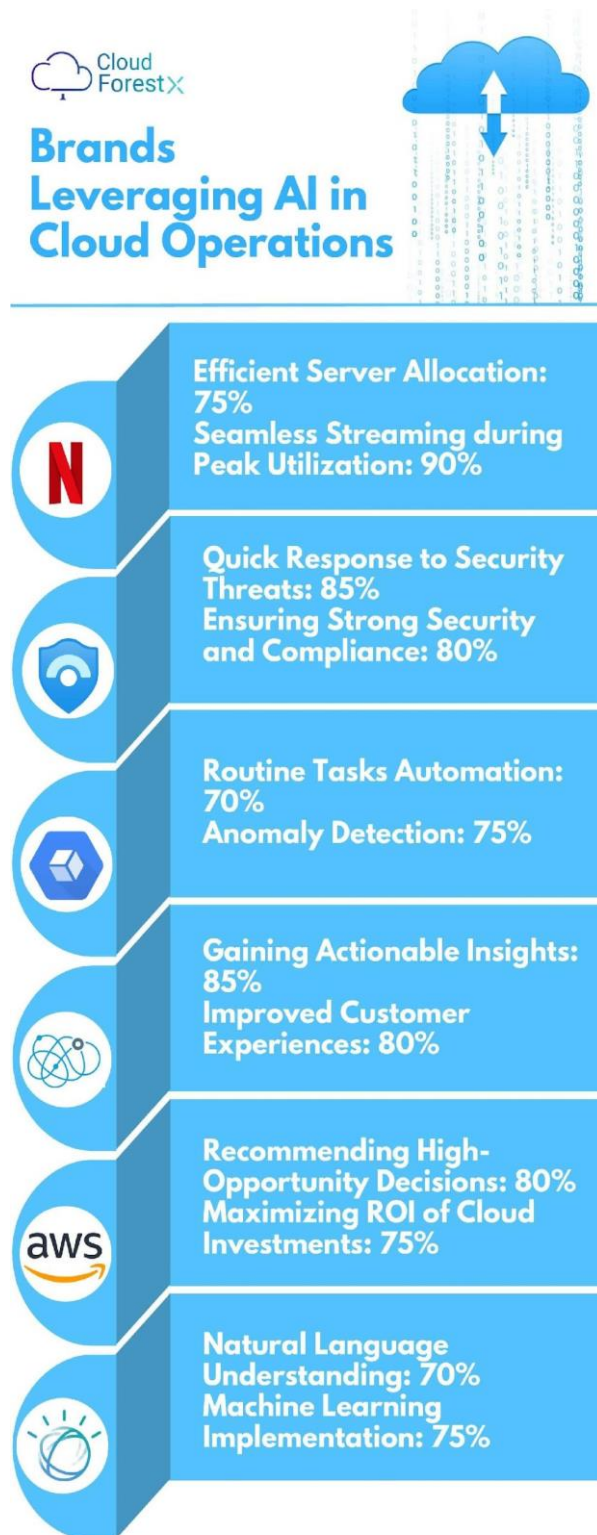 Cloud
ForestX
Brands
Leveraging AI in
Cloud Operations
Efficient Server Allocation:
75%
Seamless Streaming during
Peak Utilization: 90%
N
Quick Response to Security
Threats: 85%
Ensuring Strong Security
and Compliance: 80%
Routine Tasks Automation:
70%
Anomaly Detection: 75%
Gaining Actionable Insights:
85%
Improved Customer
Experiences: 80%
Recommending High-
Opportunity Decisions: 80%
Maximizing ROI of Cloud
Investments: 75%
aws
Natural Language
Understanding: 70%
Machine Learning
Implementation: 75%